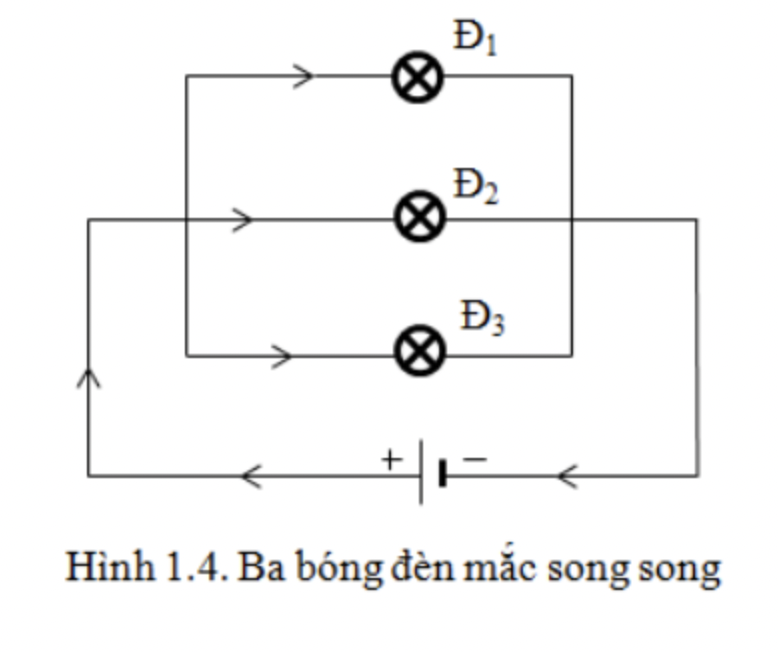 Đ₁
Đ₂
Đ₃
+ −
Hình 1.4. Ba bóng đèn mắc song song